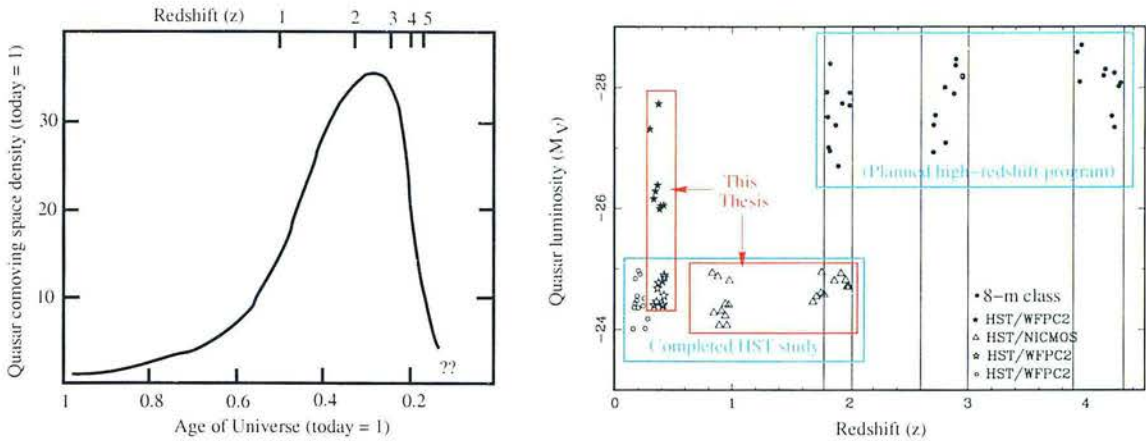 Redshift (z)
1 2 3 4 5
Quasar comoving space density (today = 1)
30
20
10
??
1 0.8 0.6 0.4 0.2
Age of Universe (today = 1)
Quasar luminosity (M_V)
-28
-26
-24
This
Thesis
(Planned high-redshift program)
Completed HST study
8-m class
HST/WFPC2
HST/NICMOS
HST/WFPC2
HST/WFPC2
0 1 2 3 4
Redshift (z)